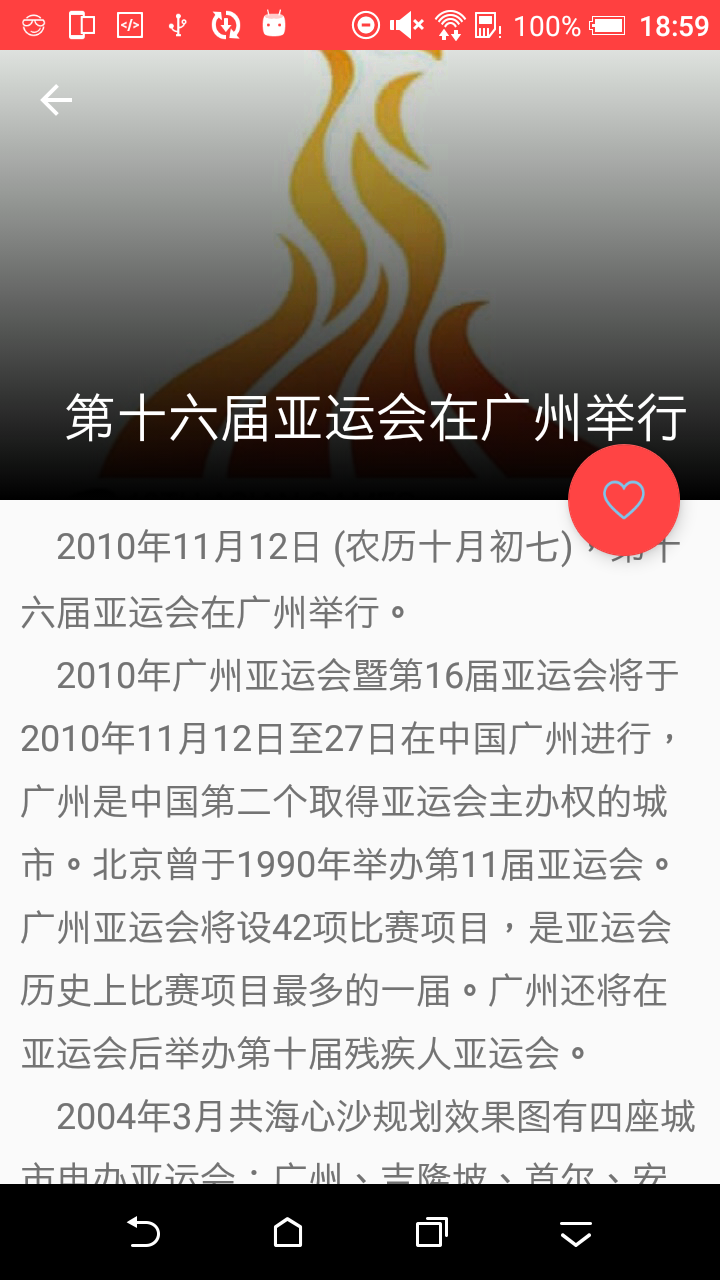 100% 18:59
第十六届亚运会在广州举行
2010年11月12日 (农历十月初七)，第十
六届亚运会在广州举行。
2010年广州亚运会暨第16届亚运会将于
2010年11月12日至27日在中国广州进行，
广州是中国第二个取得亚运会主办权的城
市。北京曾于1990年举办第11届亚运会。
广州亚运会将设42项比赛项目，是亚运会
历史上比赛项目最多的一届。广州还将在
亚运会后举办第十届残疾人亚运会。
2004年3月共海心沙规划效果图有四座城
市申办亚运会：广州、吉隆坡、首尔、安